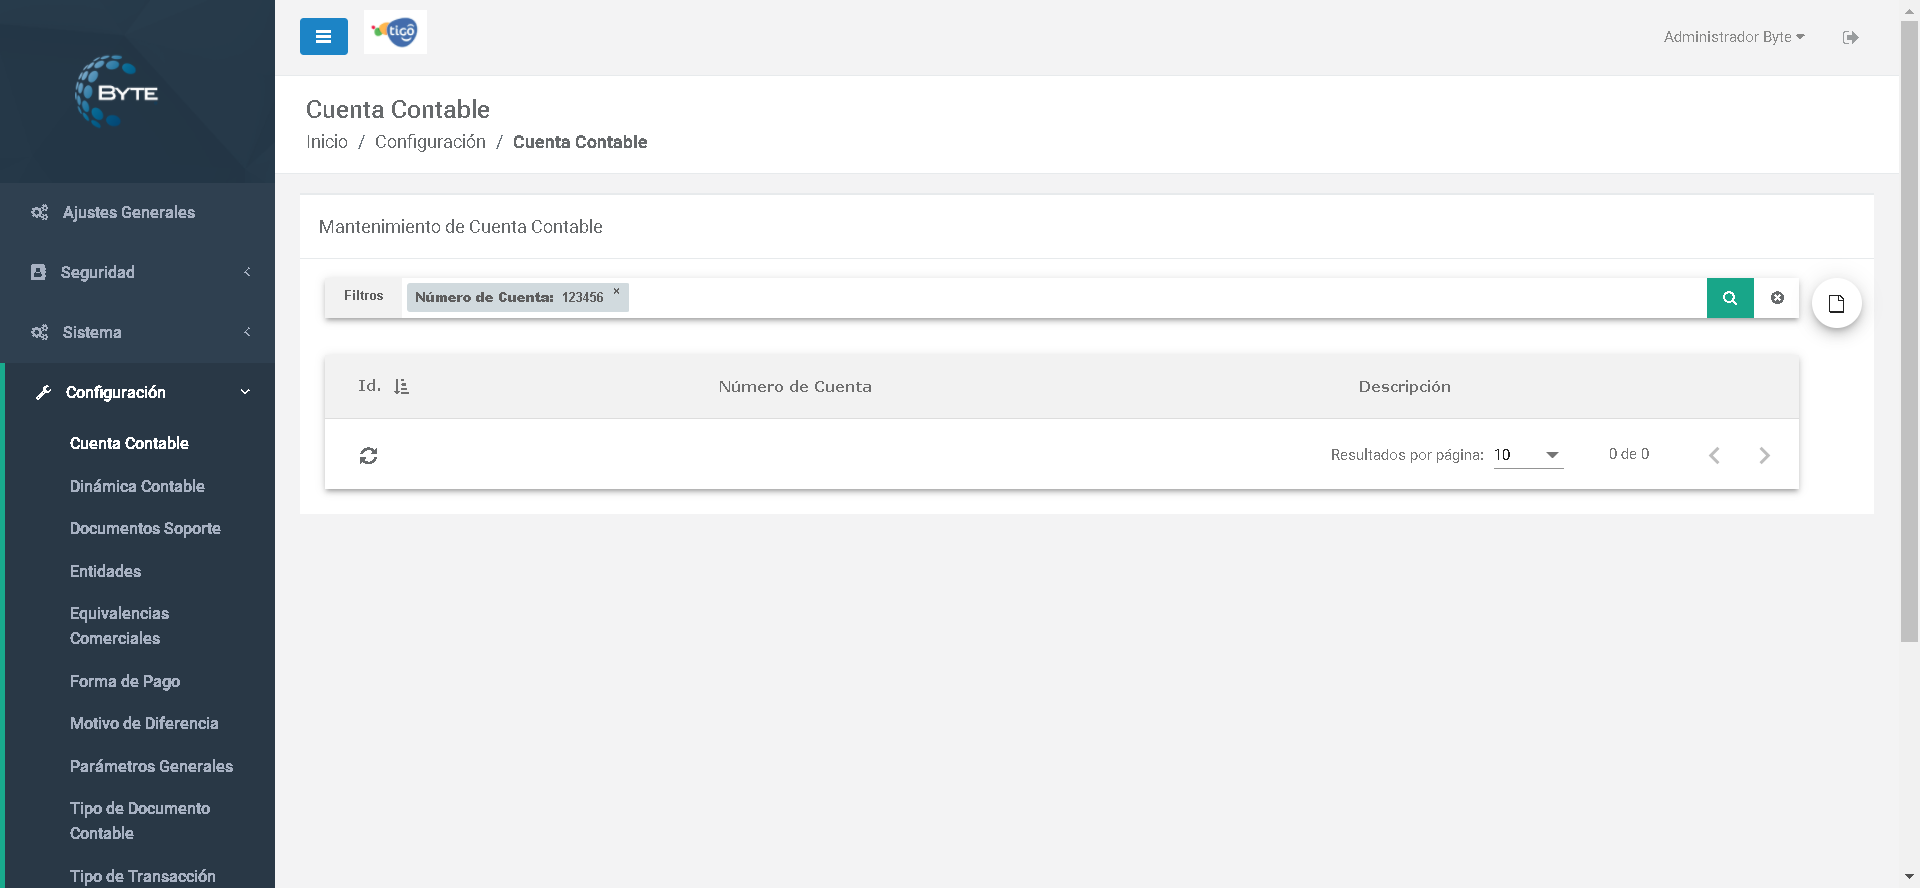 BYTE
tigo
Administrador Byte
Cuenta Contable
Inicio / Configuración / Cuenta Contable
Ajustes Generales
Seguridad
Sistema
Configuración
Cuenta Contable
Dinámica Contable
Documentos Soporte
Entidades
Equivalencias
Comerciales
Forma de Pago
Motivo de Diferencia
Parámetros Generales
Tipo de Documento
Contable
Tipo de Transacción
Mantenimiento de Cuenta Contable
Filtros Número de Cuenta: 123456 ×
Id. Número de Cuenta Descripción
Resultados por página: 10 0 de 0